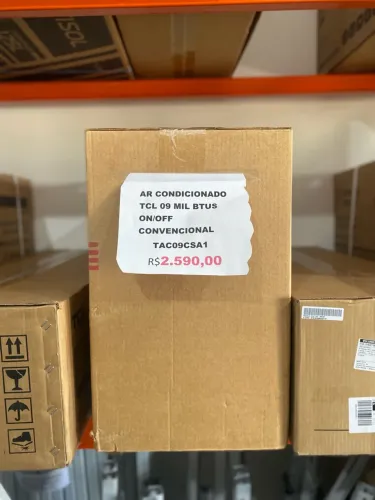 AR CONDICIONADO
TCL 09 MIL BTUS
ON/OFF
CONVENCIONAL
TAC09CSA1
R$2.590,00